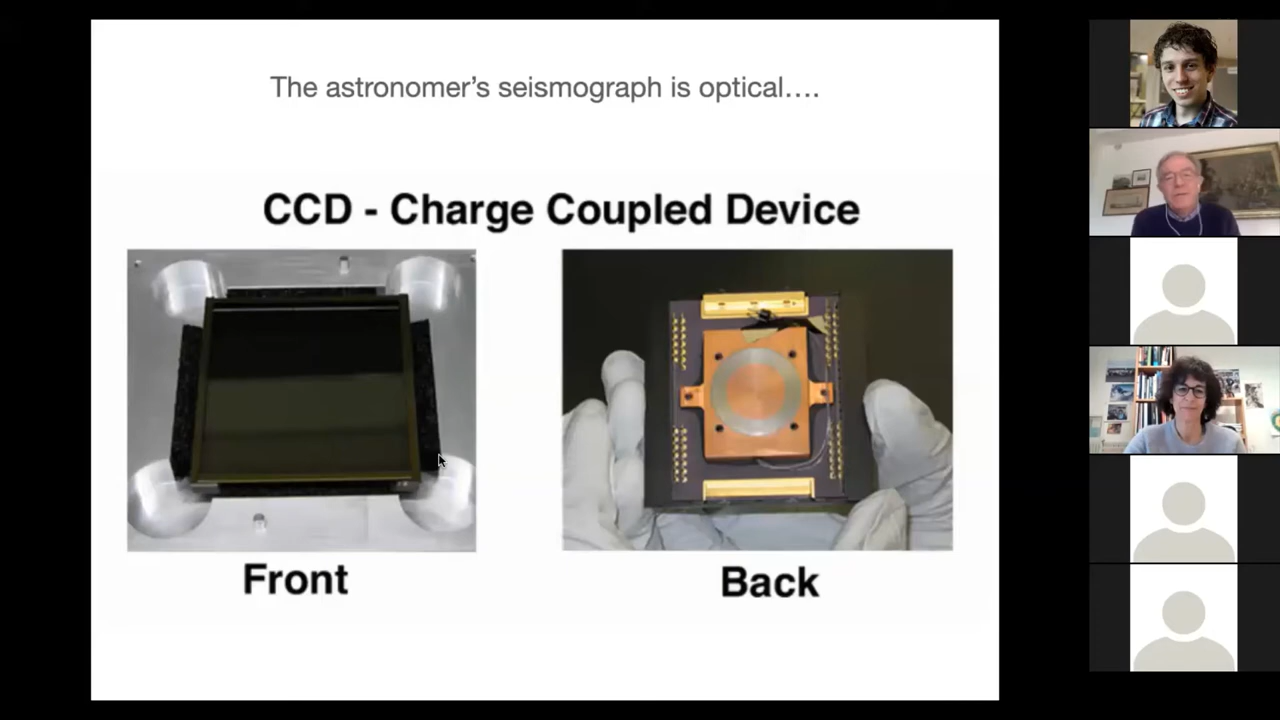 The astronomer's seismograph is optical....
CCD - Charge Coupled Device
Front
Back